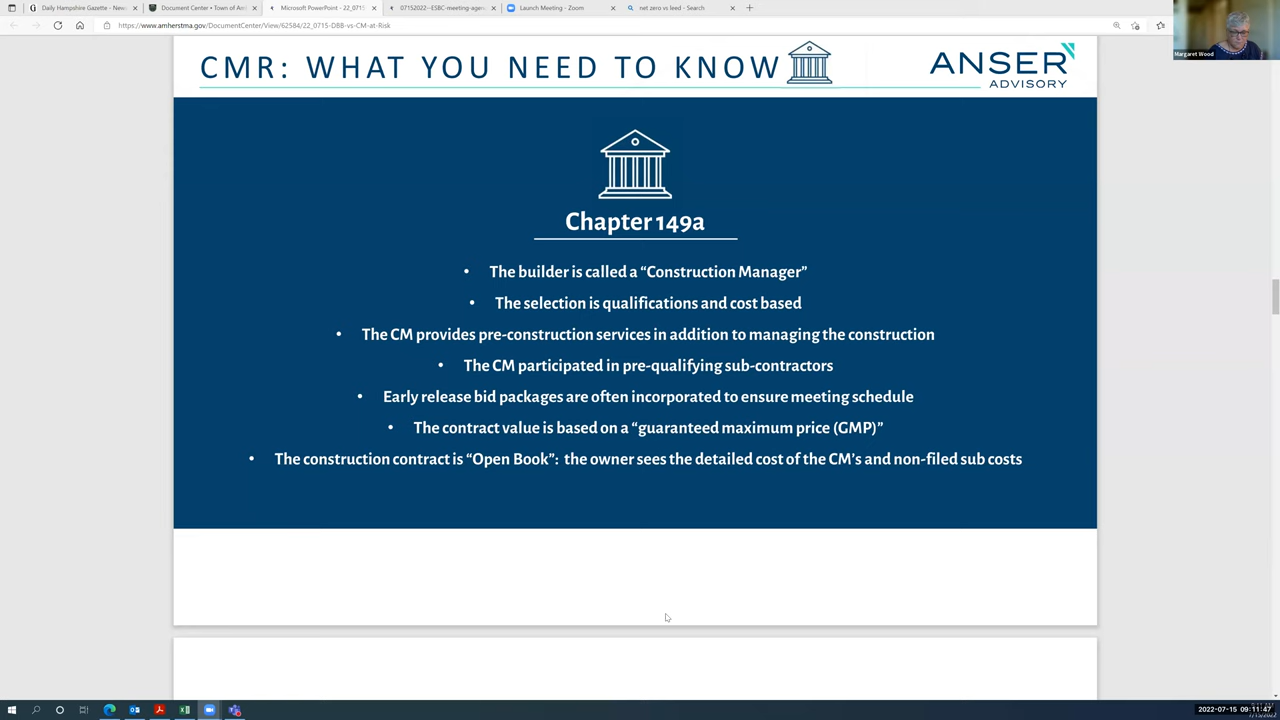 Daily Hampshire Gazette - New
Document Center • Town of Am
Microsoft PowerPoint - 22_0715
07152022--ESBC-meeting-agen
Launch Meeting - Zoom
net zero vs leed - Search
https://www.amherstma.gov/DocumentCenter/View/62584/22_0715-DBB-vs-CM-at-Risk
Margaret Wood
CMR: WHAT YOU NEED TO KNOW
ANSER
ADVISORY
Chapter 149a
• The builder is called a “Construction Manager”
• The selection is qualifications and cost based
• The CM provides pre-construction services in addition to managing the construction
• The CM participated in pre-qualifying sub-contractors
• Early release bid packages are often incorporated to ensure meeting schedule
• The contract value is based on a “guaranteed maximum price (GMP)”
• The construction contract is “Open Book”: the owner sees the detailed cost of the CM’s and non-filed sub costs
2022-07-15 09:11:47